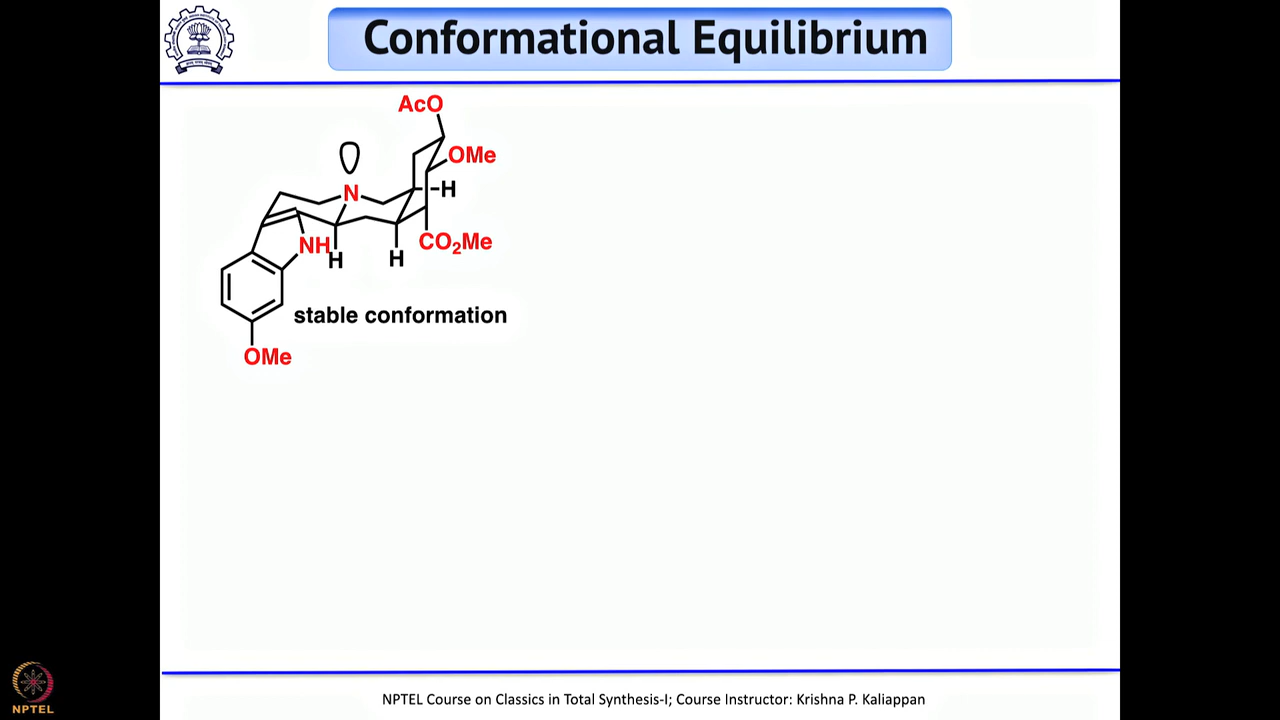 Conformational Equilibrium
AcO
OMe
N
H
NH
H
H
CO₂Me
stable conformation
OMe
NPTEL Course on Classics in Total Synthesis-I; Course Instructor: Krishna P. Kaliappan
NPTEL